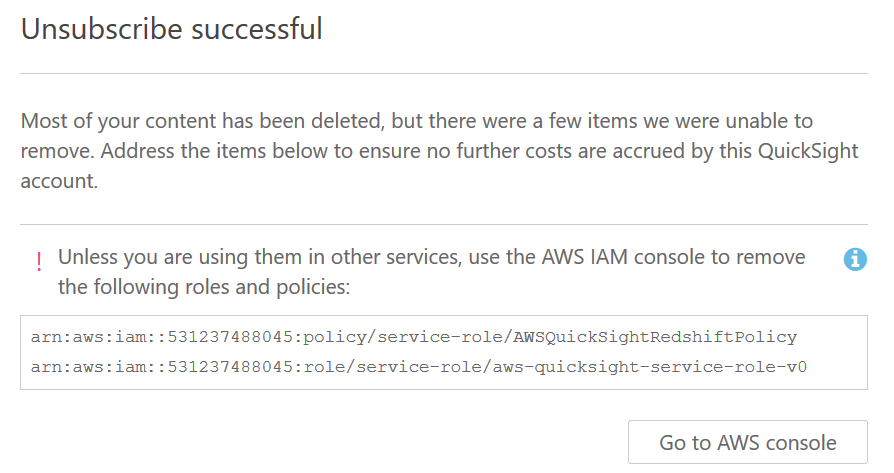 Unsubscribe successful
Most of your content has been deleted, but there were a few items we were unable to
remove. Address the items below to ensure no further costs are accrued by this QuickSight
account.
! Unless you are using them in other services, use the AWS IAM console to remove
the following roles and policies:
arn:aws:iam::531237488045:policy/service-role/AWSQuickSightRedshiftPolicy
arn:aws:iam::531237488045:role/service-role/aws-quicksight-service-role-v0
Go to AWS console